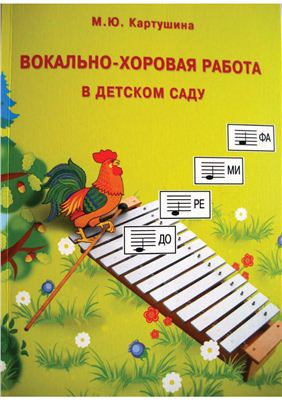 М.Ю. Картушина
ВОКАЛЬНО-ХОРОВАЯ РАБОТА
В ДЕТСКОМ САДУ
ФА
МИ
РЕ
ДО